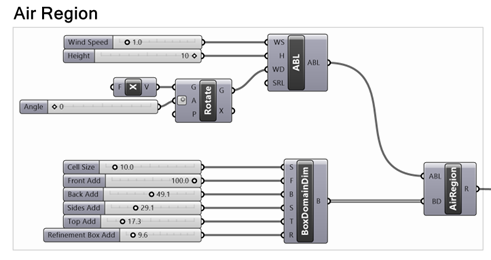 Air Region
Wind Speed 1.0
Height 10
WS
H
WD
SRL
ABL
ABL
F X V
Angle 0
G
A
P
Rotate
G
X
Cell Size 10.0
Front Add 100.0
Back Add 49.1
Sides Add 29.1
Top Add 17.3
Refinement Box Add 9.6
S
F
B
S
T
R
BoxDomainDim
B
ABL
BD
AirRegion
R